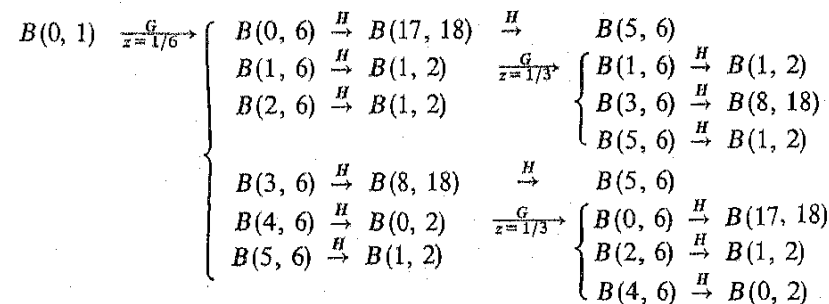 B(0, 1) G z = 1/6 → { B(0, 6) H → B(17, 18) H → B(5, 6)
B(1, 6) H → B(1, 2) G z = 1/3 → { B(1, 6) H → B(1, 2)
B(2, 6) H → B(1, 2) B(3, 6) H → B(8, 18)
B(5, 6) H → B(1, 2)
B(3, 6) H → B(8, 18) H → B(5, 6)
B(4, 6) H → B(0, 2) G z = 1/3 → { B(0, 6) H → B(17, 18)
B(5, 6) H → B(1, 2) B(2, 6) H → B(1, 2)
B(4, 6) H → B(0, 2)